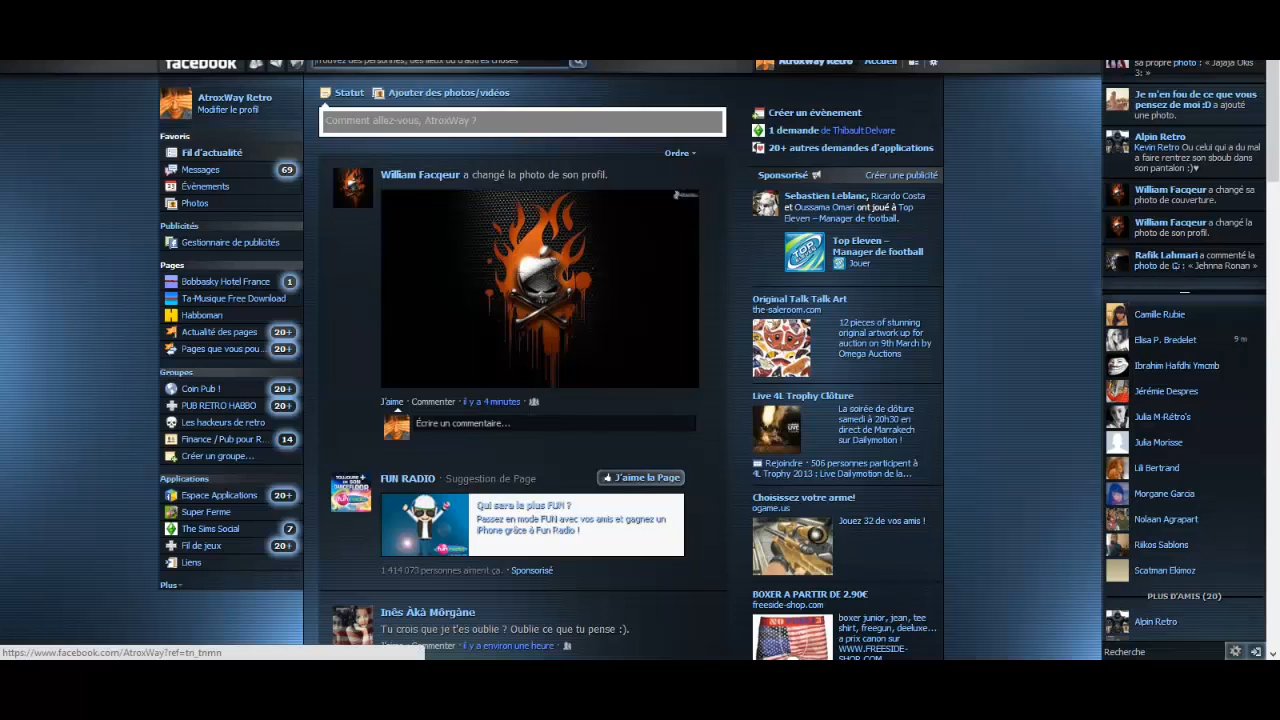 facebook
Trouvez des personnes, des lieux ou d'autres choses
AtroxWay Retro
Accueil
AtroxWay Retro
Modifier le profil
Favoris
Fil d'actualité
Messages 69
Évènements
Photos
Publicités
Gestionnaire de publicités
Pages
Bobbasky Hotel France 1
Ta-Musique Free Download
Habboman
Actualité des pages 20+
Pages que vous pou... 20+
Groupes
Coin Pub ! 20+
PUB RETRO HABBO 20+
Les hackeurs de retro
Finance / Pub pour R... 14
Créer un groupe...
Applications
Espace Applications 20+
Super Ferme
The Sims Social 7
Fil de jeux 20+
Liens
Plus
Statut Ajouter des photos/vidéos
Comment allez-vous, AtroxWay ?
Ordre
William Facqeur a changé la photo de son profil.
J'aime · Commenter · il y a 4 minutes ·
Écrire un commentaire...
FUN RADIO · Suggestion de Page
J'aime la Page
Qui sera le plus FUN ?
Passez en mode FUN avec vos amis et gagnez un
iPhone grâce à Fun Radio !
1 414 073 personnes aiment ça. · Sponsorisé
Inês Àkà Môrgàne
Tu crois que je t'es oublie ? Oublie ce que tu pense :).
J'aime · Commenter · il y a environ une heure ·
Créer un évènement
1 demande de Thibault Delvare
20+ autres demandes d'applications
Sponsorisé Créer une publicité
Sebastien Leblanc, Ricardo Costa
et Oussama Omari ont joué à Top
Eleven – Manager de football.
TOP
Top Eleven –
Manager de football
Jouer
Original Talk Talk Art
the-saleroom.com
12 pieces of stunning
original artwork up for
auction on 9th March by
Omega Auctions
Live 4L Trophy Clôture
La soirée de clôture
samedi à 20h30 en
direct de Marrakech
sur Dailymotion !
Rejoindre · 506 personnes participent à
4L Trophy 2013 : Live Dailymotion de la...
Choisissez votre arme!
ogame.us
Jouez 32 de vos amis !
BOXER A PARTIR DE 2.90€
freeside-shop.com
boxer junior, jean, tee
shirt, freegun, deeluxe...
a prix canon sur
WWW.FREESIDE-
SHOP.COM
sa propre photo : « Jajaja Okis
3: »
Je m'en fou de ce que vous
pensez de moi :D a ajouté
une photo.
Alpin Retro
Kevin Retro Ou celui qui a du mal
a faire rentrez son sboub dans
son pantalon :)♥
William Facqeur a changé sa
photo de couverture.
William Facqeur a changé la
photo de son profil.
Rafik Lahmari a commenté la
photo de : « Jehnna Ronan »
Camille Rubie
Elisa P. Bredelet 9 m
Ibrahim Hafdhi Ymcmb
Jérémie Despres
Julia M-Rétro's
Julia Morisse
Lili Bertrand
Morgane Garcia
Nolaan Agrapart
Riikos Sablons
Scatman Ekimoz
PLUS D'AMIS (20)
Alpin Retro
Recherche
https://www.facebook.com/AtroxWay?ref=tn_tnmn